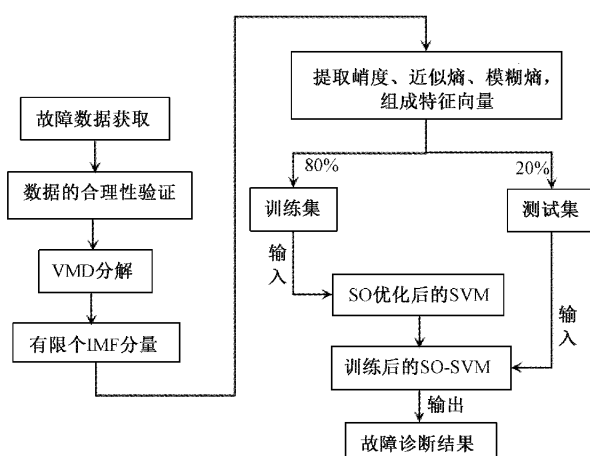 故障数据获取
数据的合理性验证
VMD分解
有限个IMF分量
提取峭度、近似熵、模糊熵，
组成特征向量
80%
20%
训练集
测试集
输入
SO优化后的SVM
输入
训练后的SO-SVM
输出
故障诊断结果